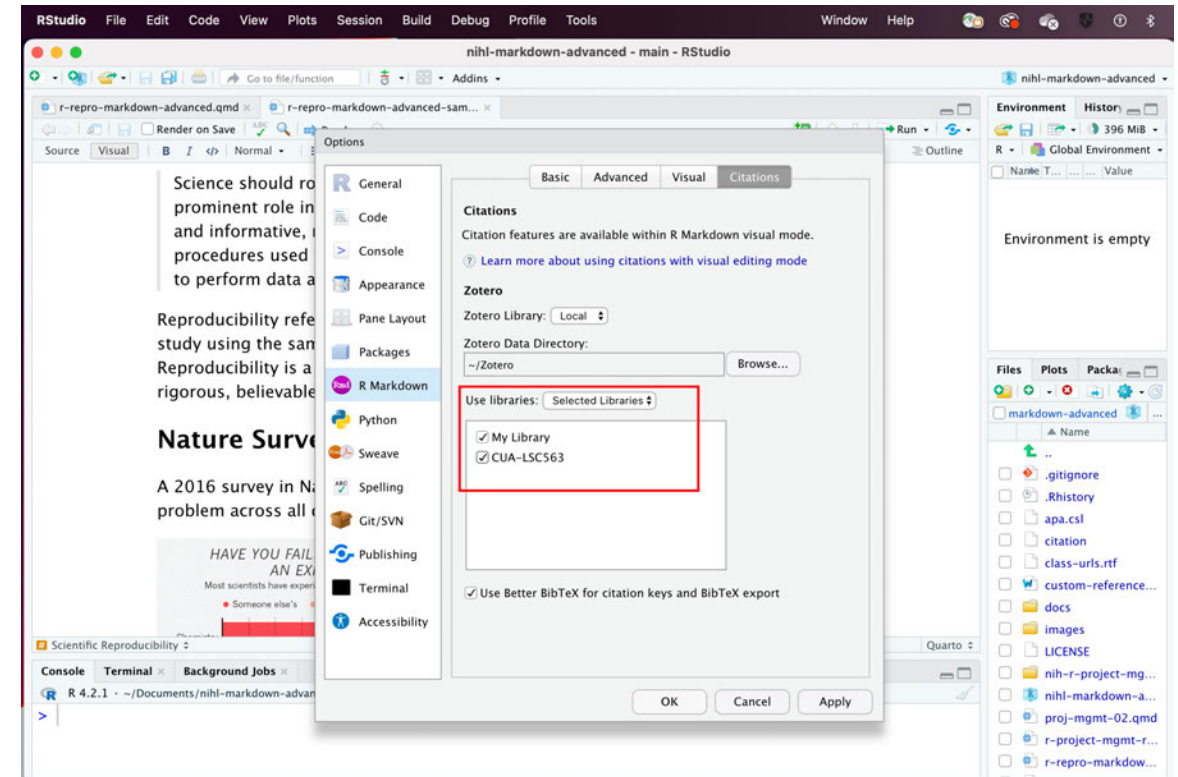 RStudio File Edit Code View Plots Session Build Debug Profile Tools Window Help
nihl-markdown-advanced - main - RStudio
Go to file/function Addins nihl-markdown-advanced
r-repro-markdown-advanced.qmd r-repro-markdown-advanced-sam...
Render on Save Run
Source Visual B I </> Normal Outline
Science should ro
prominent role in
and informative,
procedures used
to perform data a
Reproducibility refe
study using the sam
Reproducibility is a
rigorous, believable
Nature Surve
A 2016 survey in Na
problem across all
HAVE YOU FAIL
AN EX
Most scientists have experi
Someone else's
Scientific Reproducibility Quarto
Console Terminal Background Jobs
R 4.2.1 · ~/Documents/nihl-markdown-advan
>
Options
General
Code
Console
Appearance
Pane Layout
Packages
R Markdown
Python
Sweave
Spelling
Git/SVN
Publishing
Terminal
Accessibility
Basic Advanced Visual Citations
Citations
Citation features are available within R Markdown visual mode.
? Learn more about using citations with visual editing mode
Zotero
Zotero Library: Local
Zotero Data Directory:
~/Zotero Browse...
Use libraries: Selected Libraries
My Library
CUA-LSC563
Use Better BibTeX for citation keys and BibTeX export
OK Cancel Apply
Environment History
396 MiB
R Global Environment
Name T... ... ... Value
Environment is empty
Files Plots Packa
markdown-advanced ...
Name
..
.gitignore
.Rhistory
apa.csl
citation
class-urls.rtf
custom-reference...
docs
images
LICENSE
nih-r-project-mg...
nihl-markdown-a...
proj-mgmt-02.qmd
r-project-mgmt-r...
r-repro-markdow...